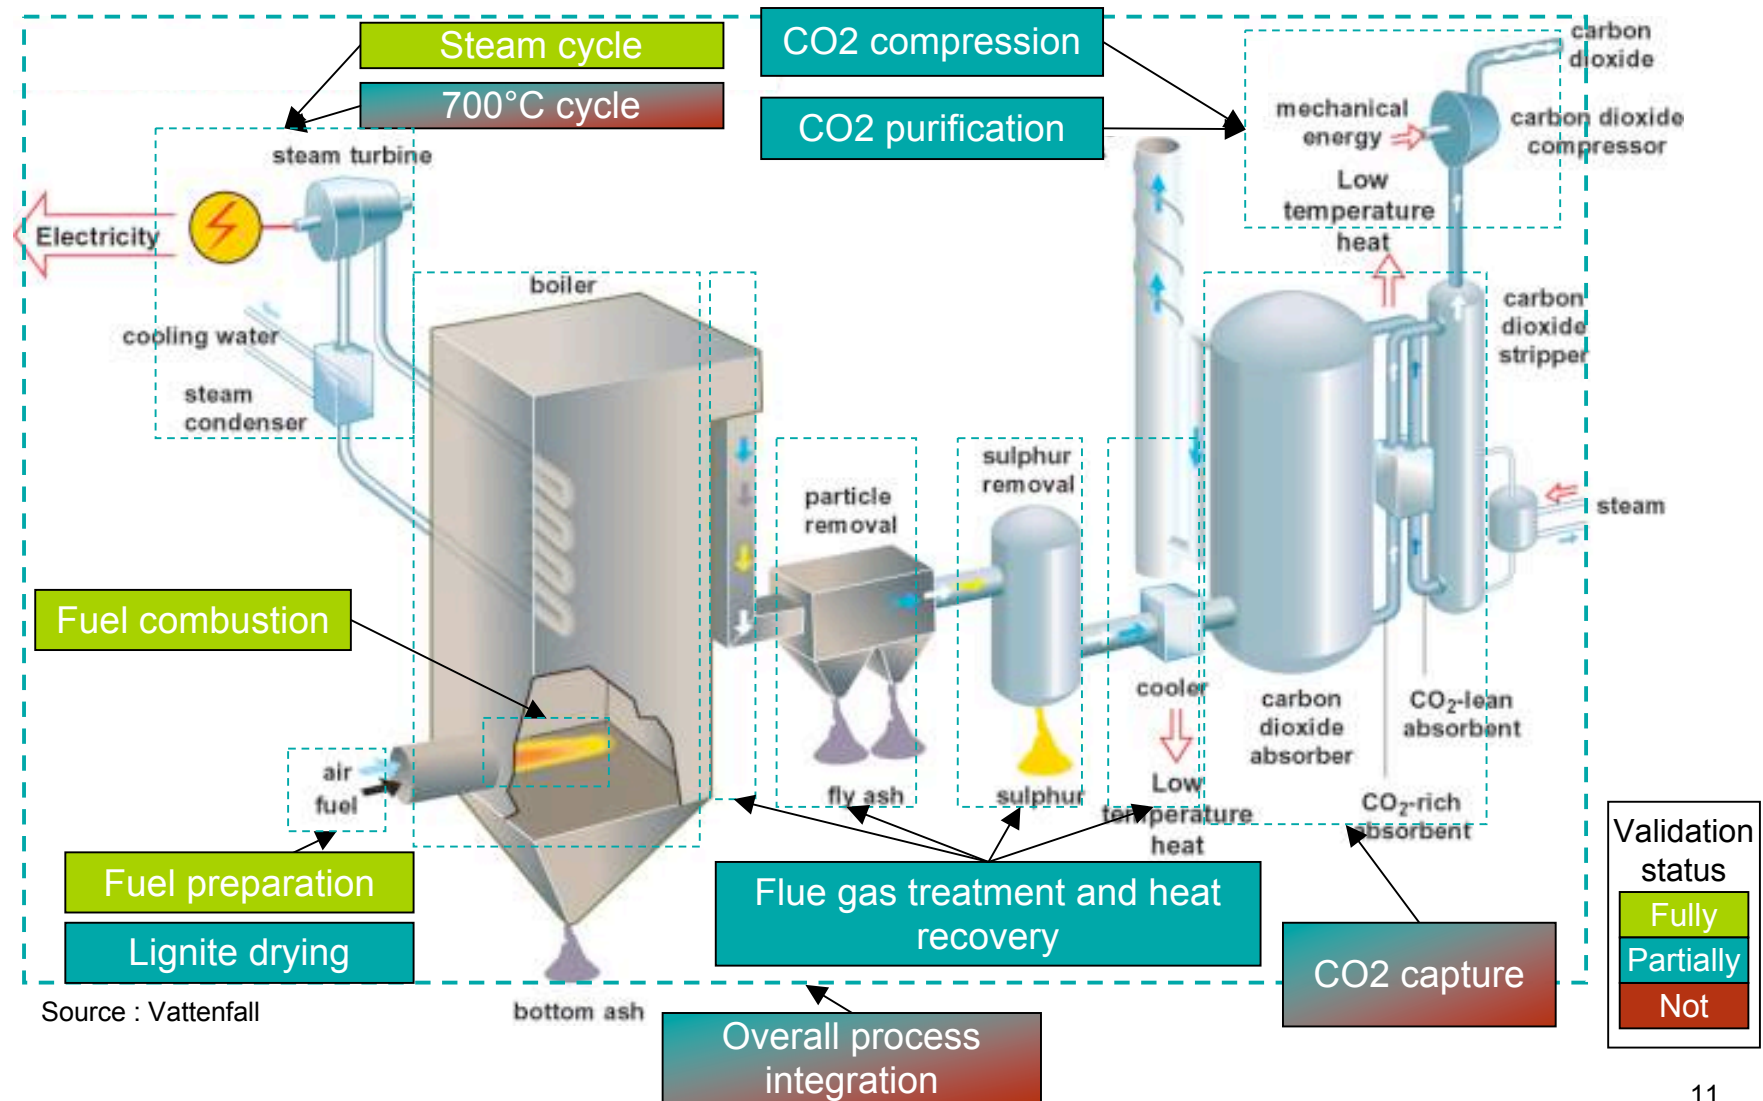 Steam cycle
700°C cycle
CO2 compression
CO2 purification
carbon
dioxide
mechanical
energy
carbon dioxide
compressor
steam turbine
Low
temperature
heat
Electricity
boiler
carbon
dioxide
stripper
cooling water
steam
condenser
sulphur
removal
particle
removal
steam
Fuel combustion
cooler
carbon
dioxide
absorber
CO₂-lean
absorbent
air
fuel
fly ash
sulphur
Low
temperature
heat
CO₂-rich
absorbent
Validation
status
Fully
Partially
Not
Fuel preparation
Lignite drying
Flue gas treatment and heat
recovery
CO2 capture
Source : Vattenfall
bottom ash
Overall process
integration
11